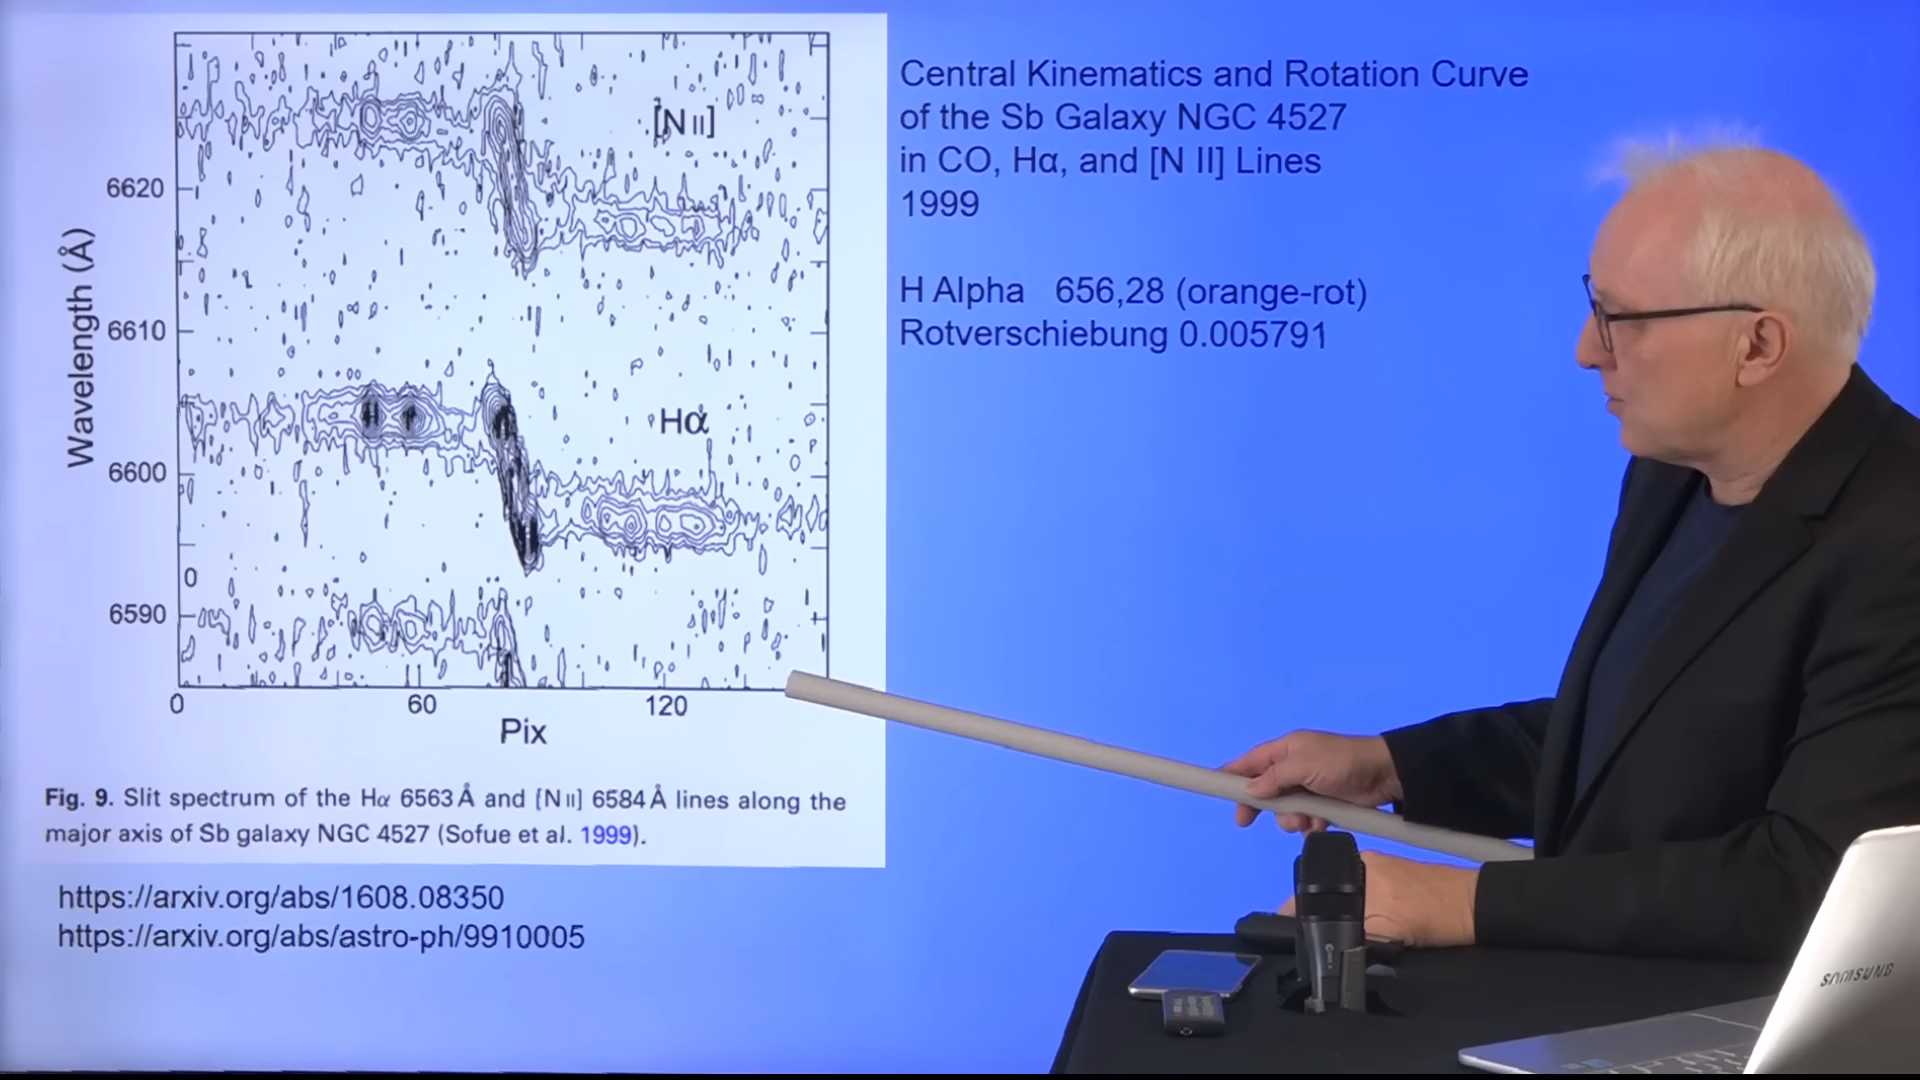 [N II]
6620
6610
6600
6590
Wavelength (Å)
Hα
0
60
120
Pix
Fig. 9. Slit spectrum of the Hα 6563 Å and [N II] 6584 Å lines along the
major axis of Sb galaxy NGC 4527 (Sofue et al. 1999).
https://arxiv.org/abs/1608.08350
https://arxiv.org/abs/astro-ph/9910005
Central Kinematics and Rotation Curve
of the Sb Galaxy NGC 4527
in CO, Hα, and [N II] Lines
1999
H Alpha 656,28 (orange-rot)
Rotverschiebung 0.005791
SAMSUNG